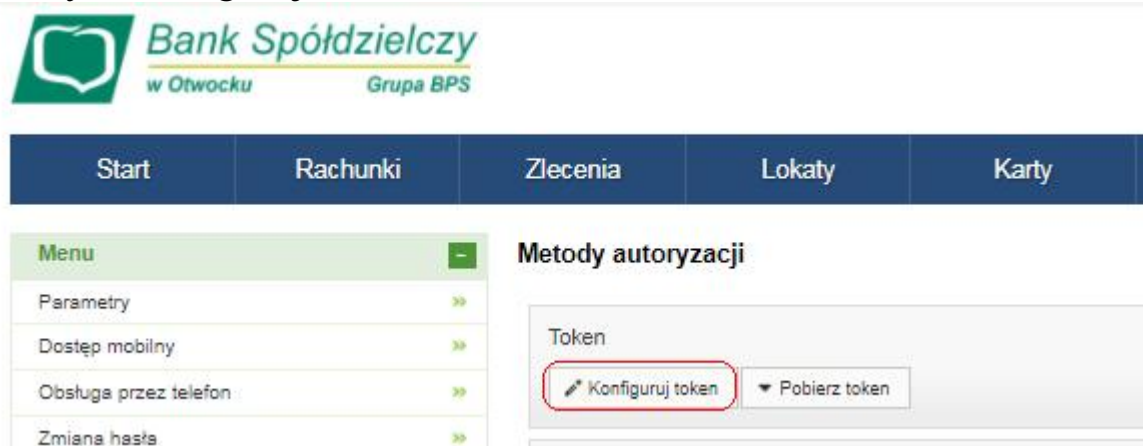 Bank Spółdzielczy
w Otwocku Grupa BPS
Start Rachunki Zlecenia Lokaty Karty
Menu
Metody autoryzacji
Parametry
Dostęp mobilny
Obsługa przez telefon
Zmiana hasła
Token
Konfiguruj token Pobierz token